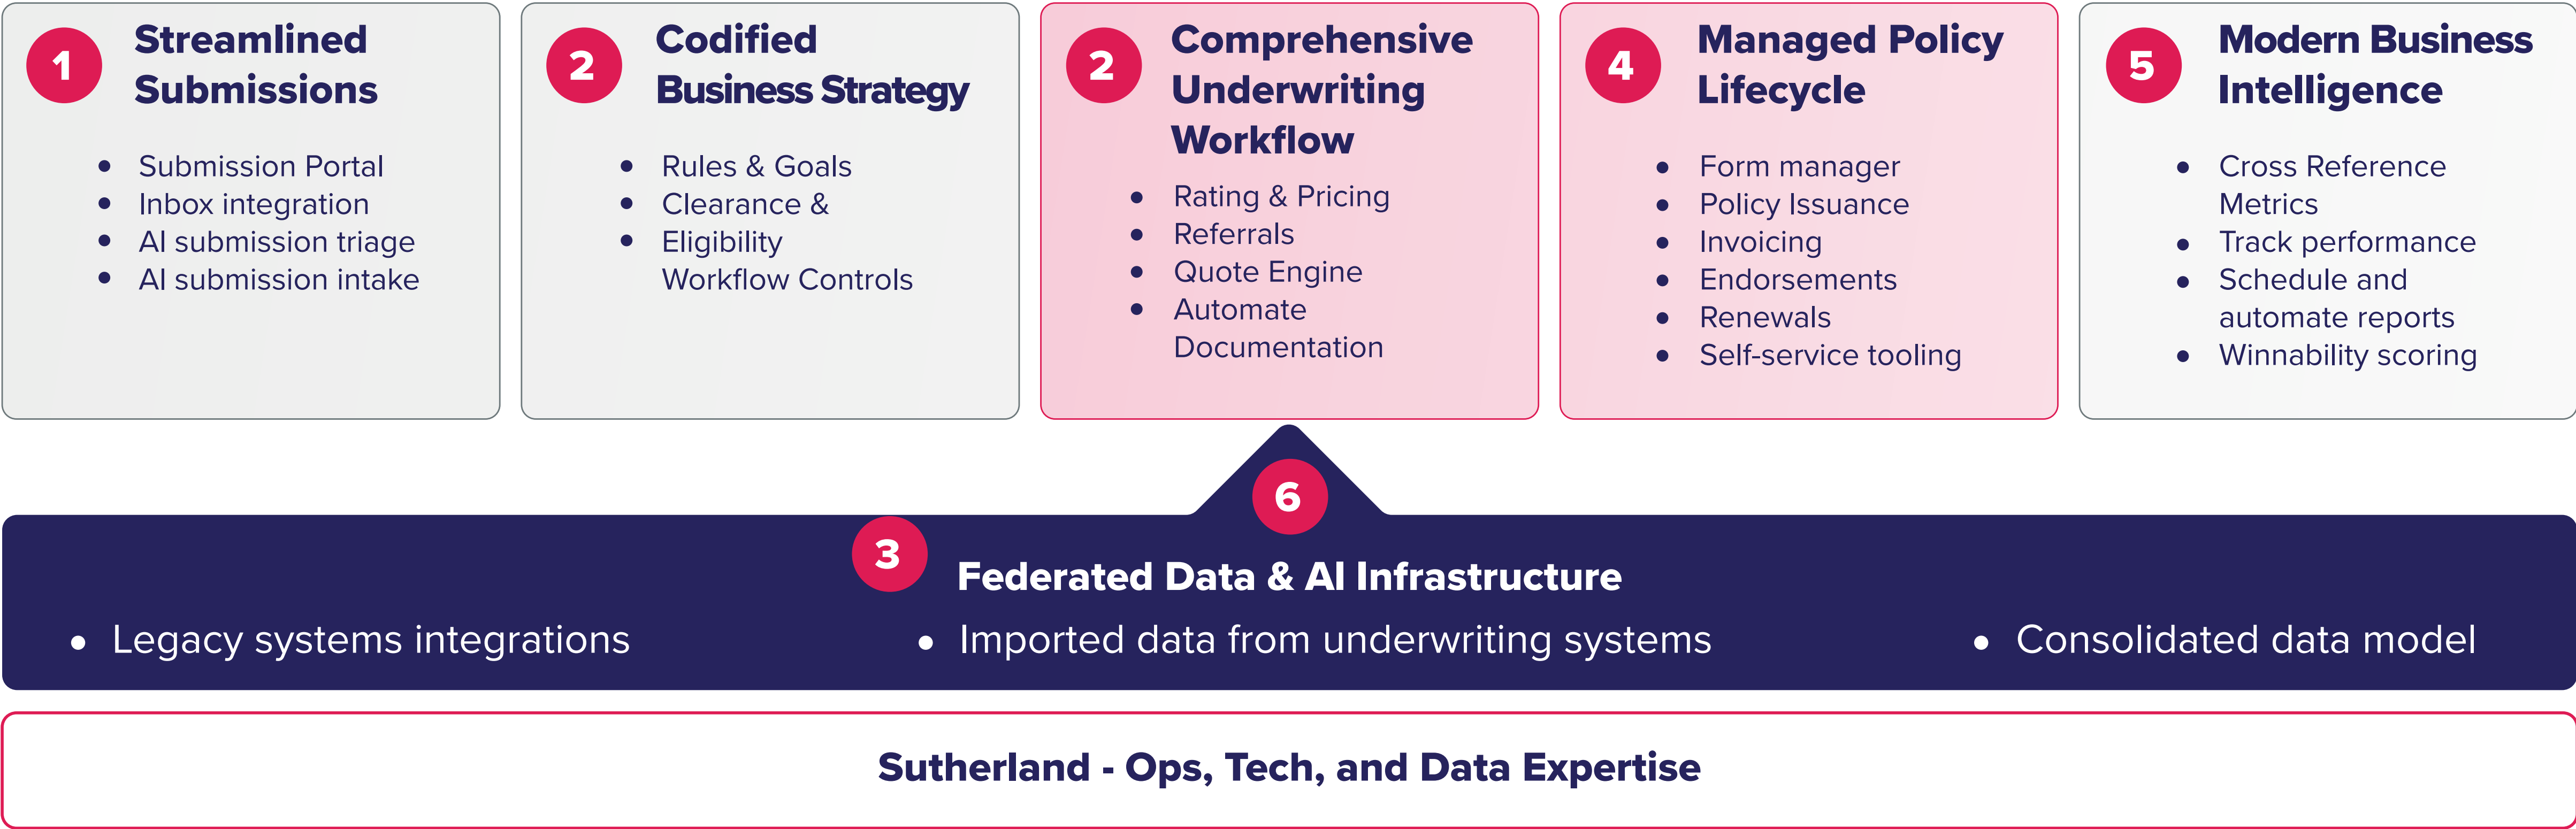 1
Streamlined
Submissions
• Submission Portal
• Inbox integration
• AI submission triage
• AI submission intake
2
Codified
Business Strategy
• Rules & Goals
• Clearance &
• Eligibility
Workflow Controls
2
Comprehensive
Underwriting
Workflow
• Rating & Pricing
• Referrals
• Quote Engine
• Automate
Documentation
4
Managed Policy
Lifecycle
• Form manager
• Policy Issuance
• Invoicing
• Endorsements
• Renewals
• Self-service tooling
5
Modern Business
Intelligence
• Cross Reference
Metrics
• Track performance
• Schedule and
automate reports
• Winnability scoring
6
3
Federated Data & AI Infrastructure
• Legacy systems integrations
• Imported data from underwriting systems
• Consolidated data model
Sutherland - Ops, Tech, and Data Expertise